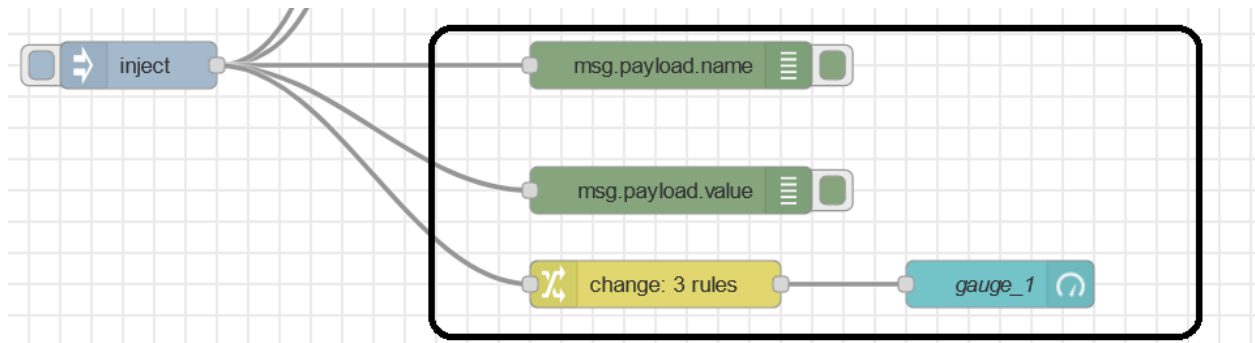 inject
msg.payload.name
msg.payload.value
change: 3 rules
gauge_1